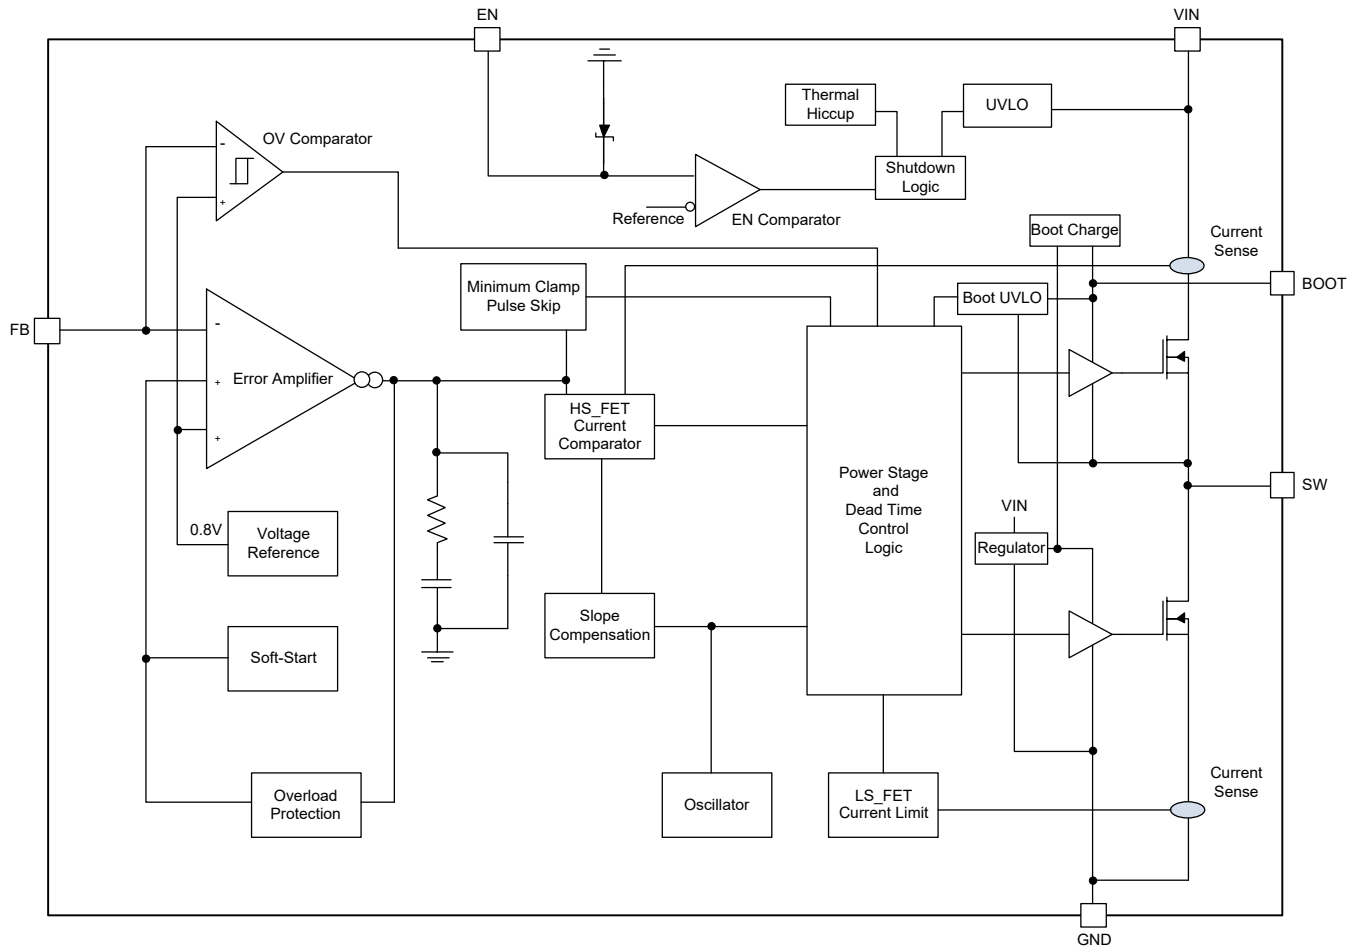 EN
VIN
Thermal
Hiccup
UVLO
OV Comparator
-
+
Shutdown
Logic
Reference
EN Comparator
Boot Charge
Current
Sense
Minimum Clamp
Pulse Skip
Boot UVLO
BOOT
FB
-
Error Amplifier
+
+
HS_FET
Current
Comparator
Power Stage
and
Dead Time
Control
Logic
SW
VIN
0.8V
Voltage
Reference
Regulator
Slope
Compensation
Soft-Start
Overload
Protection
Oscillator
LS_FET
Current Limit
Current
Sense
GND